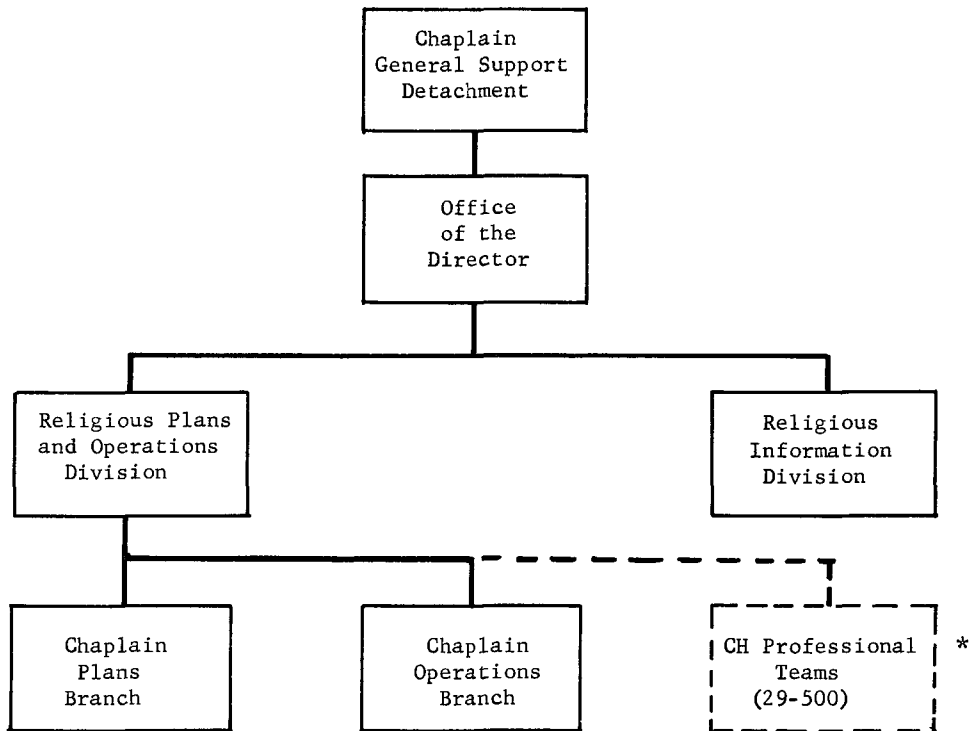 Chaplain
General Support
Detachment
Office
of the
Director
Religious Plans
and Operations
Division
Religious
Information
Division
Chaplain
Plans
Branch
Chaplain
Operations
Branch
CH Professional
Teams
(29-500)
*